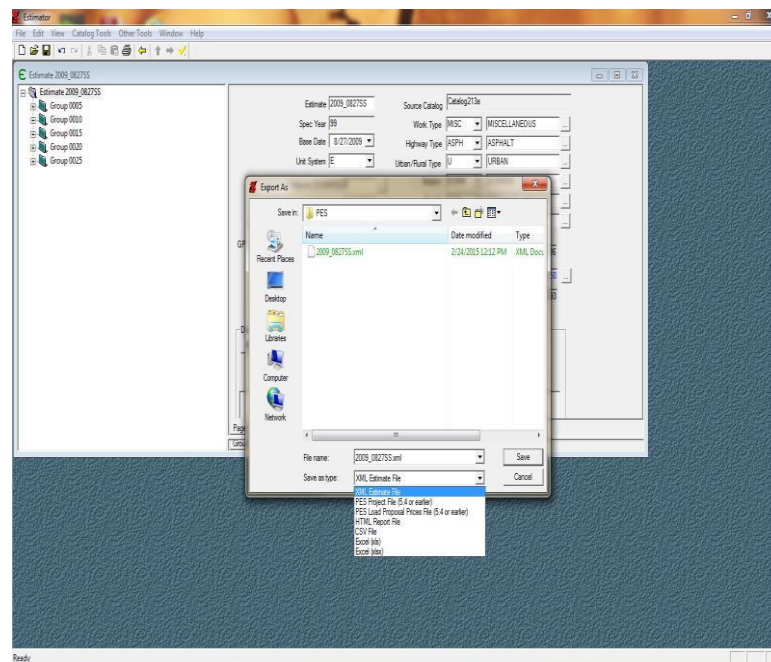 Estimator
File Edit View Catalog Tools Other Tools Window Help
Estimate 2009_0827SS
Estimate 2009_0827SS
Group 0005
Group 0010
Group 0015
Group 0020
Group 0025
Estimate 2009_0827SS Source Catalog Catalog213a
Spec Year 99 Work Type MISC MISCELLANEOUS
Base Date 8/27/2009 Highway Type ASPH ASPHALT
Unit System E Urban/Rural Type U URBAN
Export As
Save in: PES
Name Date modified Type
2009_0827SS.xml 2/24/2015 12:12 PM XML Docu
Recent Places
Desktop
Libraries
Computer
Network
File name: 2009_0827SS.xml Save
Save as type: XML Estimate File Cancel
XML Estimate File
PES Project File (5.4 or earlier)
PES Load Proposal Prices File (5.4 or earlier)
HTML Report File
CSV File
Excel (xls)
Excel (xlsx)
Ready